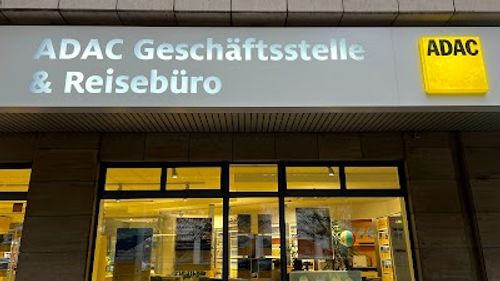 ADAC Geschäftsstelle
& Reisebüro
ADAC